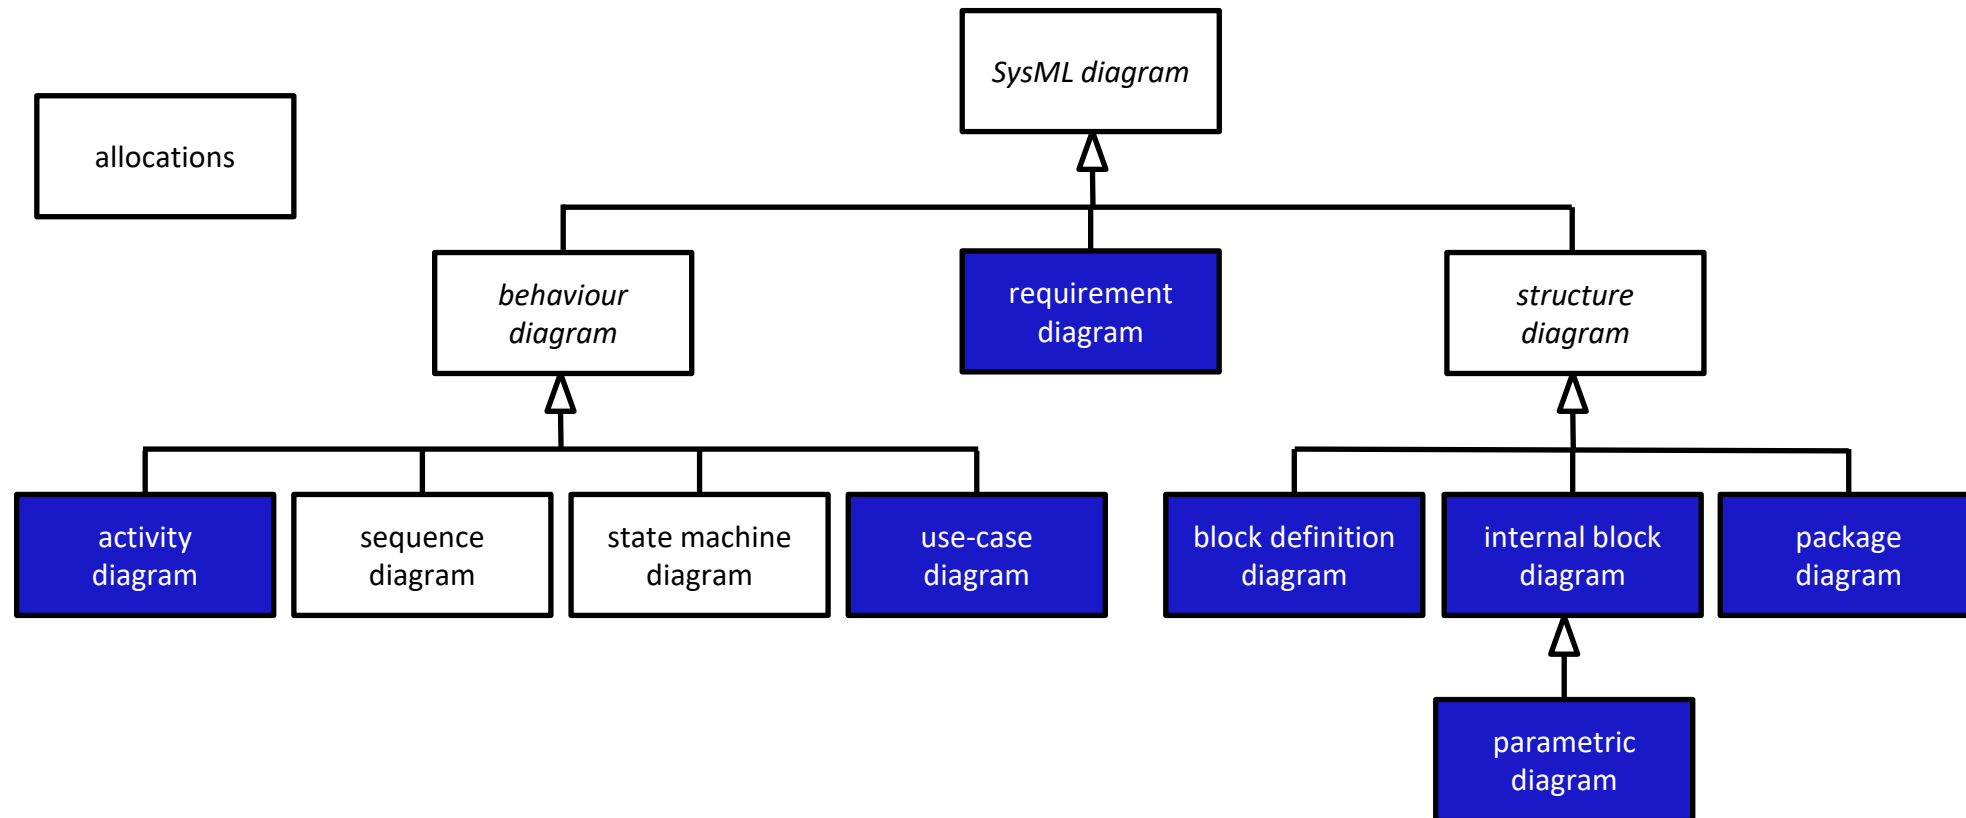 SysML diagram
allocations
behaviour
diagram
requirement
diagram
structure
diagram
activity
diagram
sequence
diagram
state machine
diagram
use-case
diagram
block definition
diagram
internal block
diagram
package
diagram
parametric
diagram